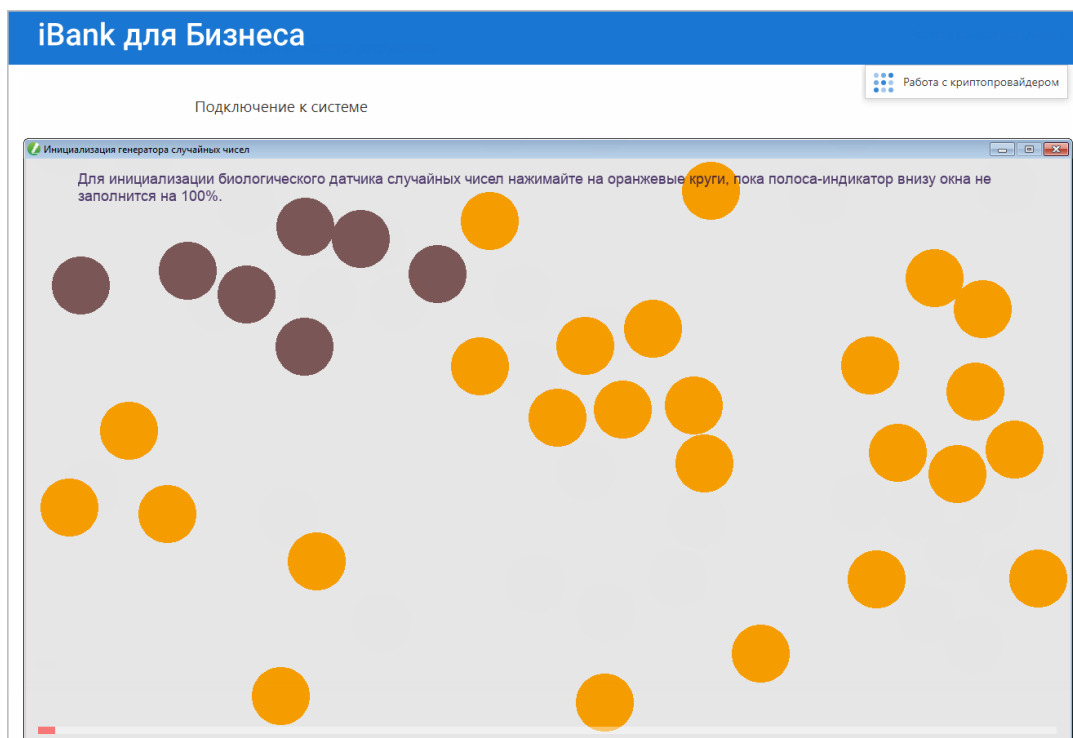 iBank для Бизнеса
Работа с криптопровайдером
Подключение к системе
Инициализация генератора случайных чисел
Для инициализации биологического датчика случайных чисел нажимайте на оранжевые круги, пока полоса-индикатор внизу окна не
заполнится на 100%.